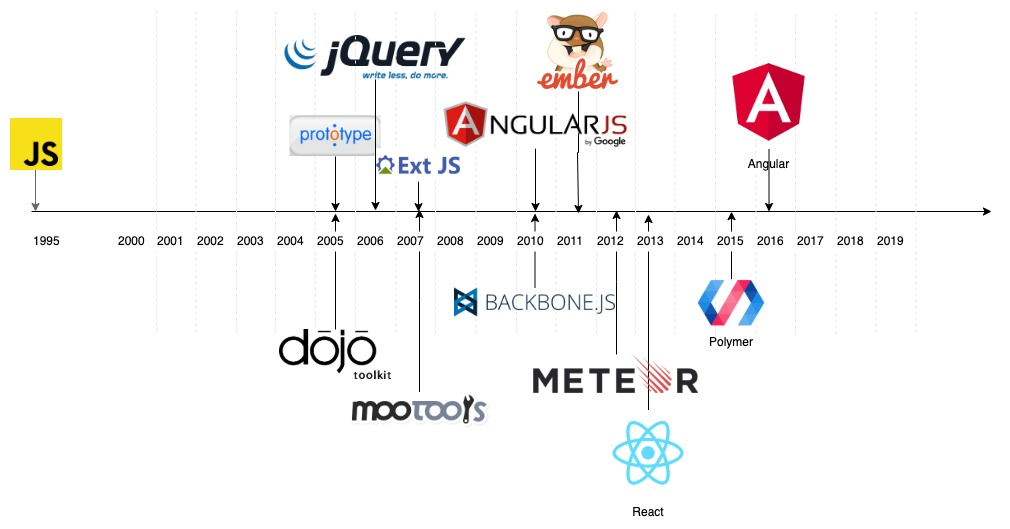 jQuery
write less, do more.
ember
prototype
Ext JS
ANGULARJS
by Google
A
Angular
JS
1995
2000
2001
2002
2003
2004
2005
2006
2007
2008
2009
2010
2011
2012
2013
2014
2015
2016
2017
2018
2019
BACKBONE.JS
Polymer
dōjō
toolkit
METEOR
mootools
React